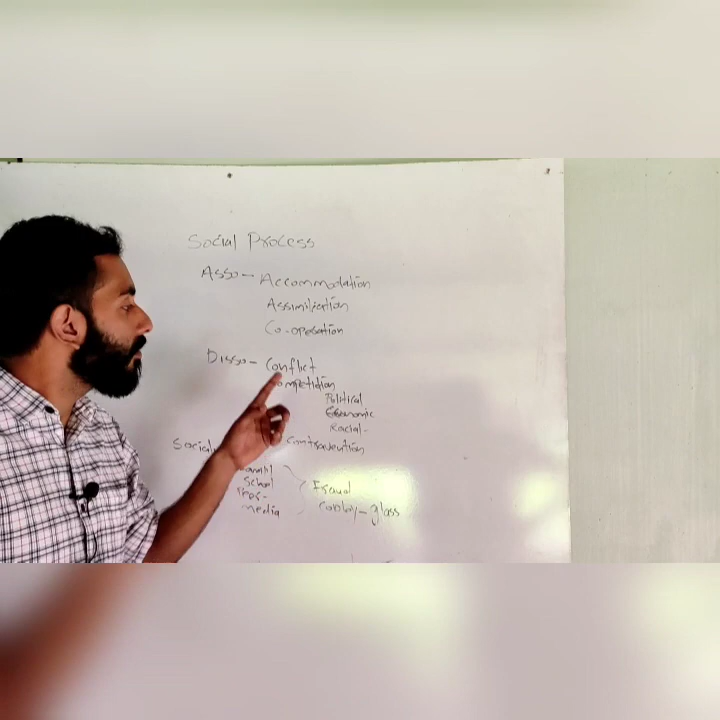 Social Process
Asso - Accommodation
Assimilation
Co-operation
Disso - Conflict
Competition
Political
Economic
Racial -
Social Contravention
School
media
Fraud
Cooley - glass